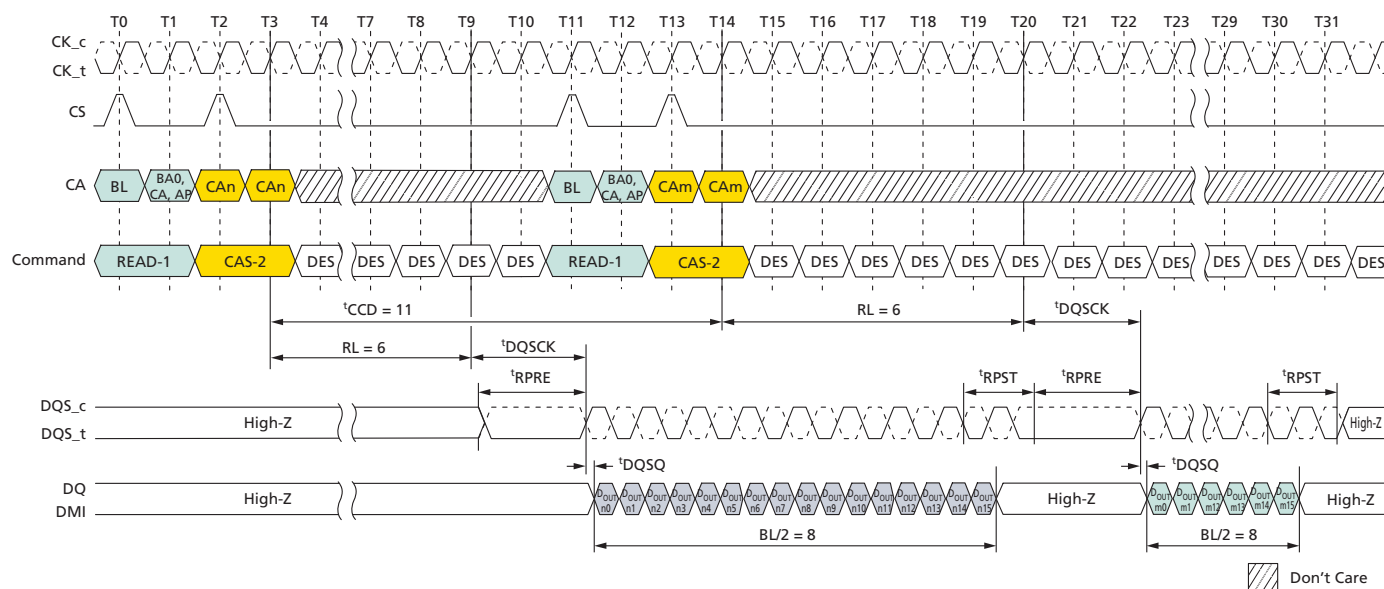 T0 T1 T2 T3 T4 T7 T8 T9 T10 T11 T12 T13 T14 T15 T16 T17 T18 T19 T20 T21 T22 T23 T29 T30 T31
CK_c
CK_t
CS
CA BL BA0, CA, AP CAn CAn BL BA0, CA, AP CAm CAm
Command READ-1 CAS-2 DES DES DES DES DES READ-1 CAS-2 DES DES DES DES DES DES DES DES DES DES DES DES
tCCD = 11 RL = 6 tDQSCK
RL = 6 tDQSCK
tRPRE tRPST tRPRE tRPST
DQS_c
DQS_t
High-Z High-Z
tDQSQ tDQSQ
DQ
DMI
High-Z DOUT n0 DOUT n1 DOUT n2 DOUT n3 DOUT n4 DOUT n5 DOUT n6 DOUT n7 DOUT n8 DOUT n9 DOUT n10 DOUT n11 DOUT n12 DOUT n13 DOUT n14 DOUT n15 High-Z DOUT m0 DOUT m1 DOUT m12 DOUT m13 DOUT m14 DOUT m15 High-Z
BL/2 = 8 BL/2 = 8
Don't Care